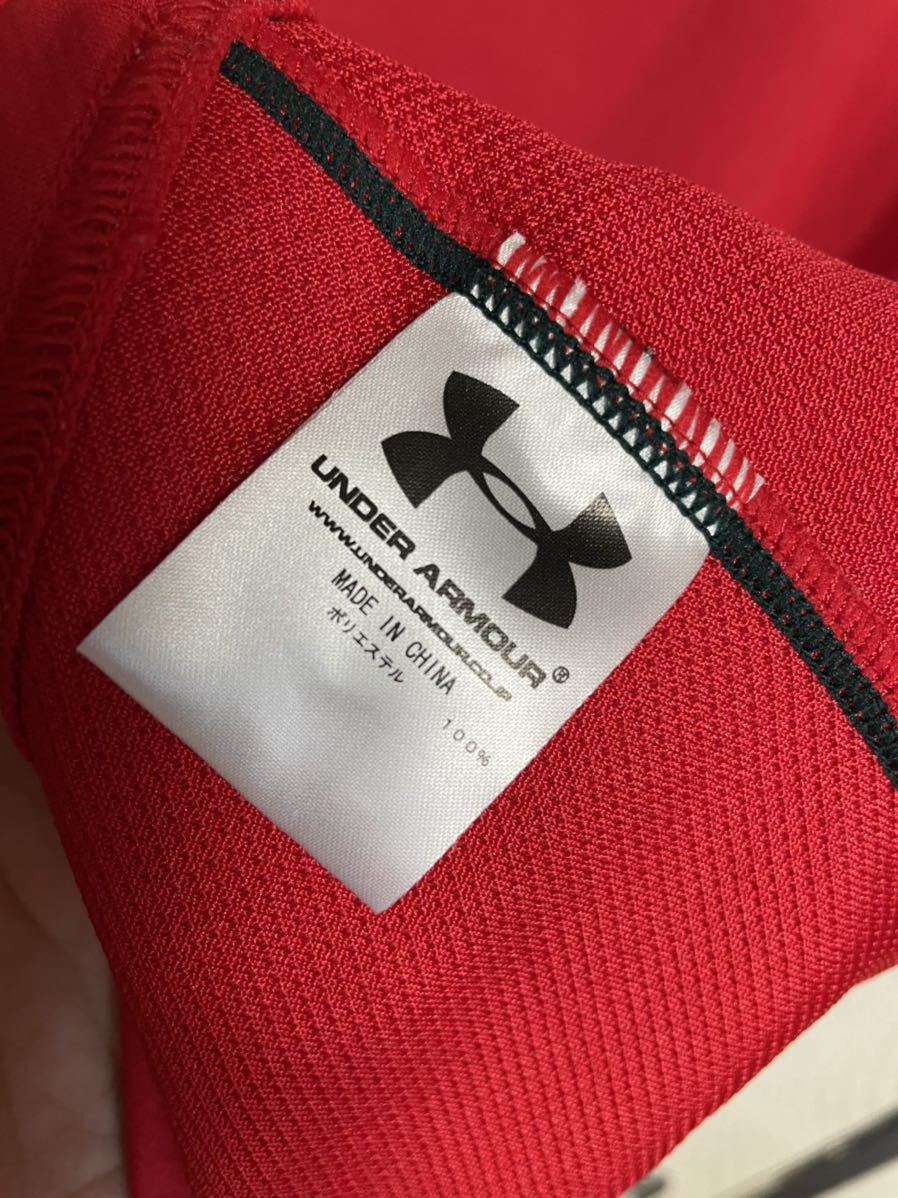 UNDER ARMOUR®
www.UNDERARMOUR.CO.JP
MADE IN CHINA
ポリエステル 100%